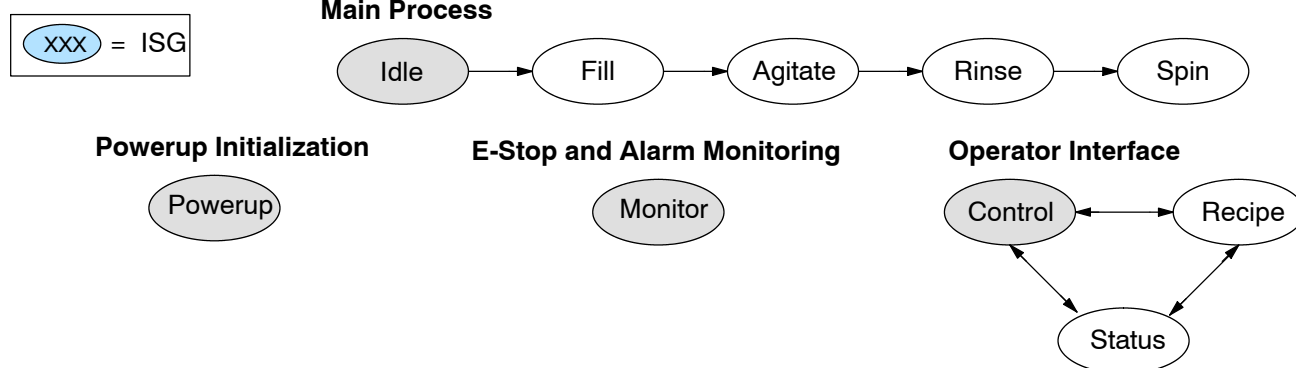 Main Process
XXX = ISG
Idle Fill Agitate Rinse Spin
Powerup Initialization E-Stop and Alarm Monitoring Operator Interface
Powerup Monitor Control Recipe
Status